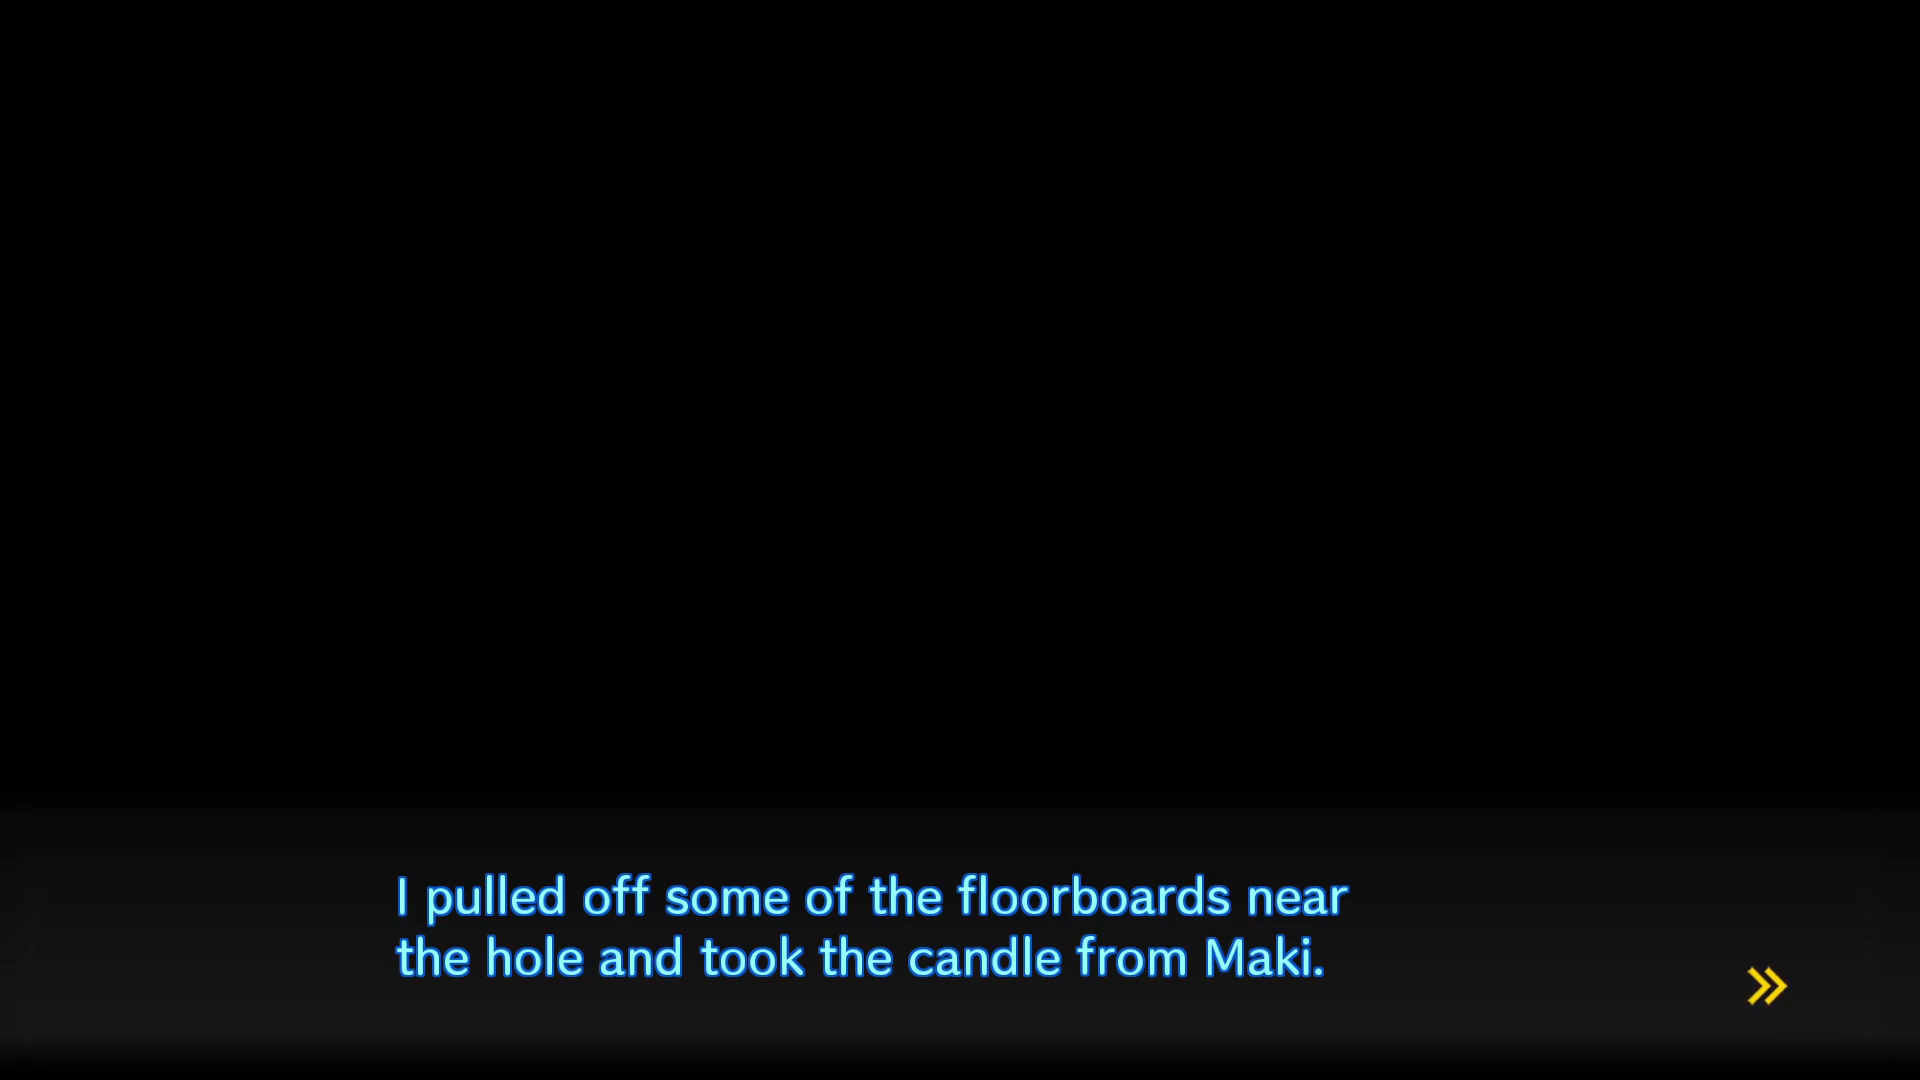 I pulled off some of the floorboards near
the hole and took the candle from Maki.